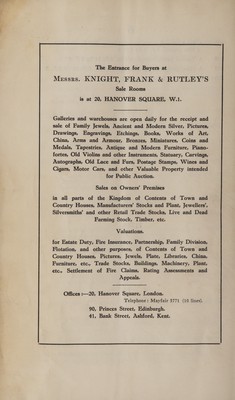 The Entrance for Buyers at
MESSRS. KNIGHT, FRANK & RUTLEY'S
Sale Rooms
is at 20, HANOVER SQUARE, W.1.
Galleries and warehouses are open daily for the receipt and
sale of Family Jewels, Ancient and Modern Silver, Pictures,
Drawings, Engravings, Etchings, Books, Works of Art,
China, Arms and Armour, Bronzes, Miniatures, Coins and
Medals, Tapestries, Antique and Modern Furniture, Piano-
fortes, Old Violins and other Instruments, Statuary, Carvings,
Autographs, Old Lace and Furs, Postage Stamps, Wines and
Cigars, Motor Cars, and other Valuable Property intended
for Public Auction.
Sales on Owners' Premises
in all parts of the Kingdom of Contents of Town and
Country Houses, Manufacturers' Stocks and Plant, Jewellers',
Silversmiths' and other Retail Trade Stocks, Live and Dead
Farming Stock, Timber, etc.
Valuations.
for Estate Duty, Fire Insurance, Partnership, Family Division,
Flotation, and other purposes, of Contents of Town and
Country Houses, Pictures, Jewels, Plate, Libraries, China,
Furniture, etc., Trade Stocks, Buildings, Machinery, Plant,
etc., Settlement of Fire Claims, Rating Assessments and
Appeals.
Offices :—20, Hanover Square, London.
Telephone: Mayfair 3771 (10 lines).
90, Princes Street, Edinburgh.
41, Bank Street, Ashford, Kent.